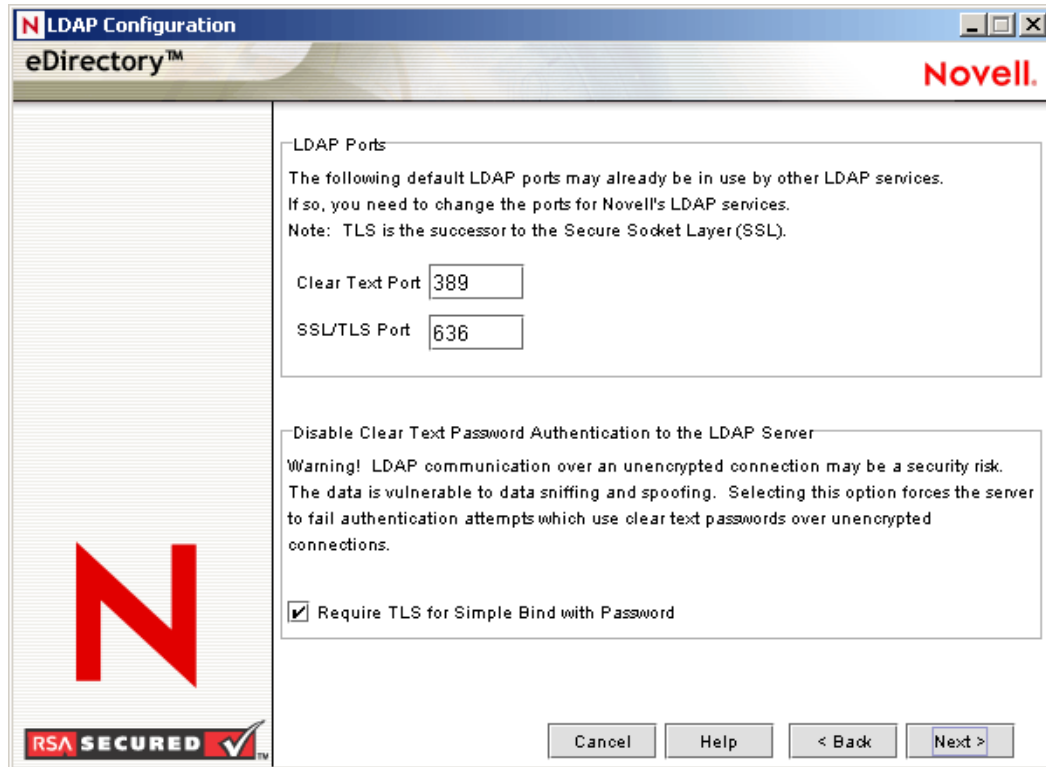 N LDAP Configuration
eDirectory™
Novell.
LDAP Ports
The following default LDAP ports may already be in use by other LDAP services.
If so, you need to change the ports for Novell's LDAP services.
Note: TLS is the successor to the Secure Socket Layer (SSL).
Clear Text Port 389
SSL/TLS Port 636
Disable Clear Text Password Authentication to the LDAP Server
Warning! LDAP communication over an unencrypted connection may be a security risk.
The data is vulnerable to data sniffing and spoofing. Selecting this option forces the server
to fail authentication attempts which use clear text passwords over unencrypted
connections.
Require TLS for Simple Bind with Password
N
RSA SECURED ™
Cancel Help < Back Next >